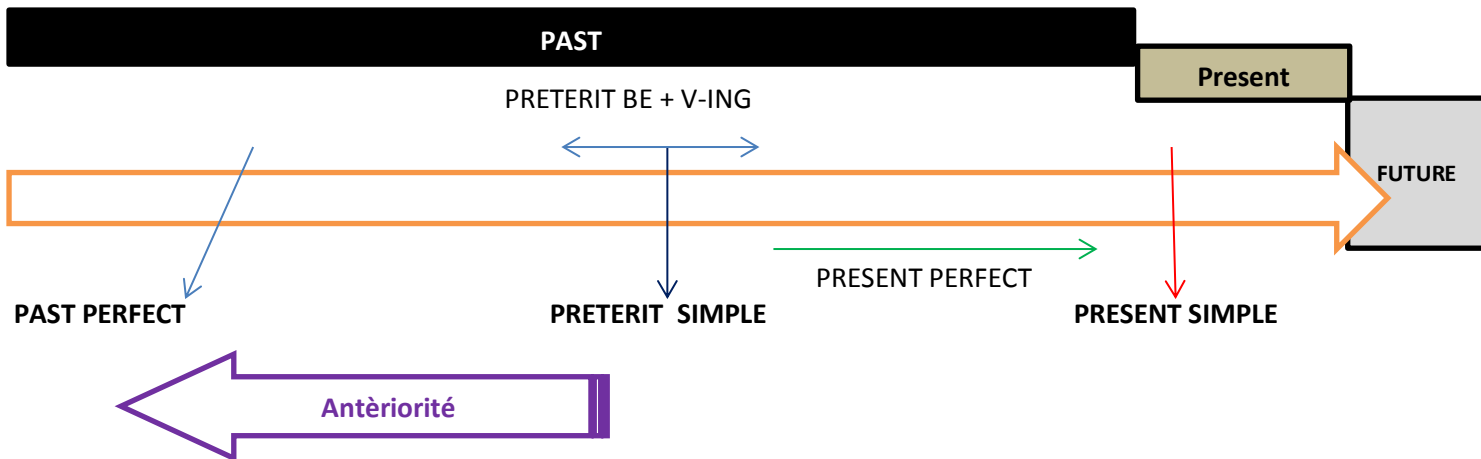 PAST
Present
PRETERIT BE + V-ING
FUTURE
PRESENT PERFECT
PAST PERFECT
PRETERIT SIMPLE
PRESENT SIMPLE
Antèriorité